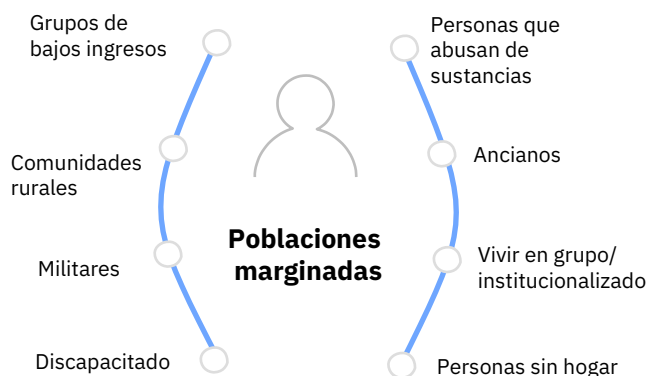 Grupos de
bajos ingresos
Comunidades
rurales
Militares
Discapacitado
Poblaciones
marginadas
Personas que
abusan de
sustancias
Ancianos
Vivir en grupo/
institucionalizado
Personas sin hogar